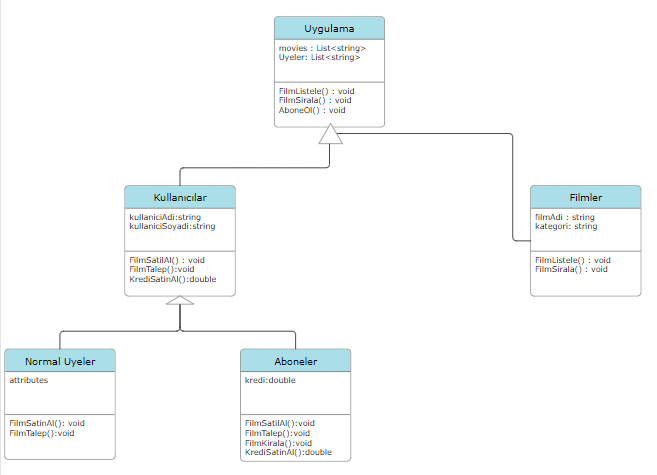 Uygulama
movies : List<string>
Uyeler: List<string>
FilmListele() : void
FilmSirala() : void
AboneOl() : void
Kullanıcılar
kullaniciAdi:string
kullaniciSoyadi:string
FilmSatilAl() : void
FilmTalep():void
KrediSatinAl():double
Filmler
filmAdi : string
kategori: string
FilmListele() : void
FilmSirala() : void
Normal Uyeler
attributes
FilmSatinAl(): void
FilmTalep():void
Aboneler
kredi:double
FilmSatilAl():void
FilmTalep():void
FilmKirala():void
KrediSatinAl():double